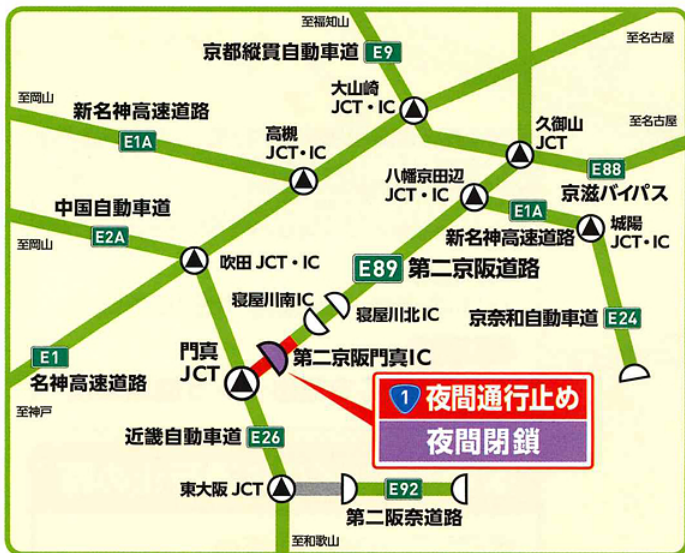 至福知山
京都縦貫自動車道 E9
至名古屋
至岡山
新名神高速道路
E1A
大山崎
JCT・IC
高槻
JCT・IC
久御山
JCT
至名古屋
E88
京滋バイパス
八幡京田辺
JCT・IC
E1A
新名神高速道路
城陽
JCT・IC
中国自動車道
E2A
至岡山
吹田 JCT・IC
E89 第二京阪道路
寝屋川南IC
寝屋川北IC
京奈和自動車道 E24
門真
JCT
第二京阪門真IC
E1
名神高速道路
至神戸
1 夜間通行止め
夜間閉鎖
近畿自動車道 E26
東大阪 JCT
E92
第二阪奈道路
至和歌山